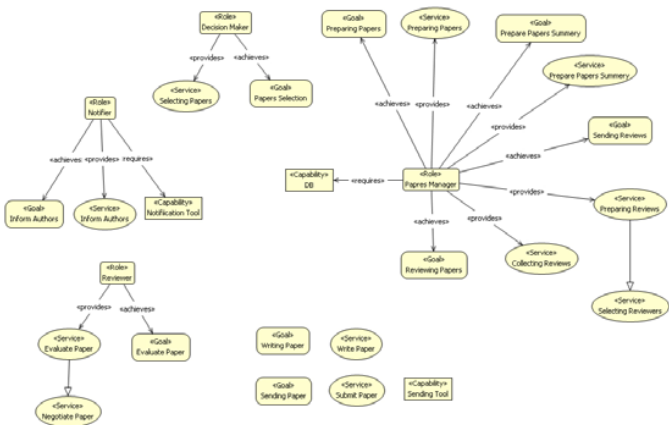 «Role»
Decision Maker
«provides»
«achieves»
«Service»
Selecting Papers
«Goal»
Papers Selection
«Goal»
Preparing Papers
«Service»
Preparing Papers
«Goal»
Prepare Papers Summery
«Service»
Prepare Papers Summery
«Goal»
Sending Reviews
«achieves»
«provides»
«achieves»
«provides»
«achieves»
«Role»
Notifier
«achieves
«provides»
requires»
«Goal»
Inform Authors
«Service»
Inform Authors
«Capability»
Notification Tool
«Capability»
DB
«requires»
«Role»
Papres Manager
«provides»
«Service»
Preparing Reviews
«achieves»
«provides»
«Goal»
Reviewing Papers
«Service»
Collecting Reviews
«Service»
Selecting Reviewers
«Role»
Reviewer
«provides»
«achieves»
«Service»
Evaluate Paper
«Goal»
Evaluate Paper
«Service»
Negotiate Paper
«Goal»
Writing Paper
«Service»
Write Paper
«Goal»
Sending Paper
«Service»
Submit Paper
«Capability»
Sending Tool